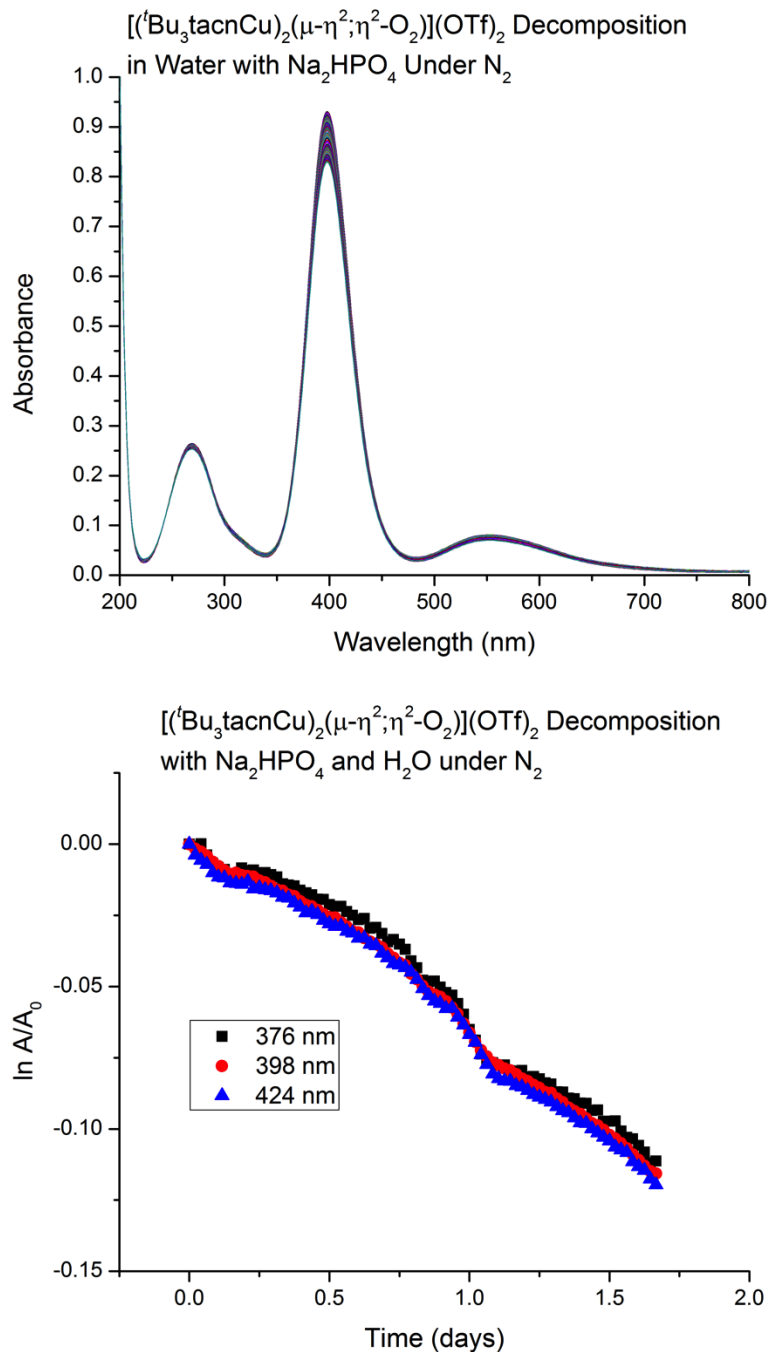 [(ᵗBu₃tacnCu)₂(μ-η²;η²-O₂)](OTf)₂ Decomposition
in Water with Na₂HPO₄ Under N₂
1.0
0.9
0.8
0.7
0.6
0.5
0.4
0.3
0.2
0.1
0.0
Absorbance
200 300 400 500 600 700 800
Wavelength (nm)
[(ᵗBu₃tacnCu)₂(μ-η²;η²-O₂)](OTf)₂ Decomposition
with Na₂HPO₄ and H₂O under N₂
0.00
-0.05
-0.10
-0.15
ln A/A₀
376 nm
398 nm
424 nm
0.0 0.5 1.0 1.5 2.0
Time (days)